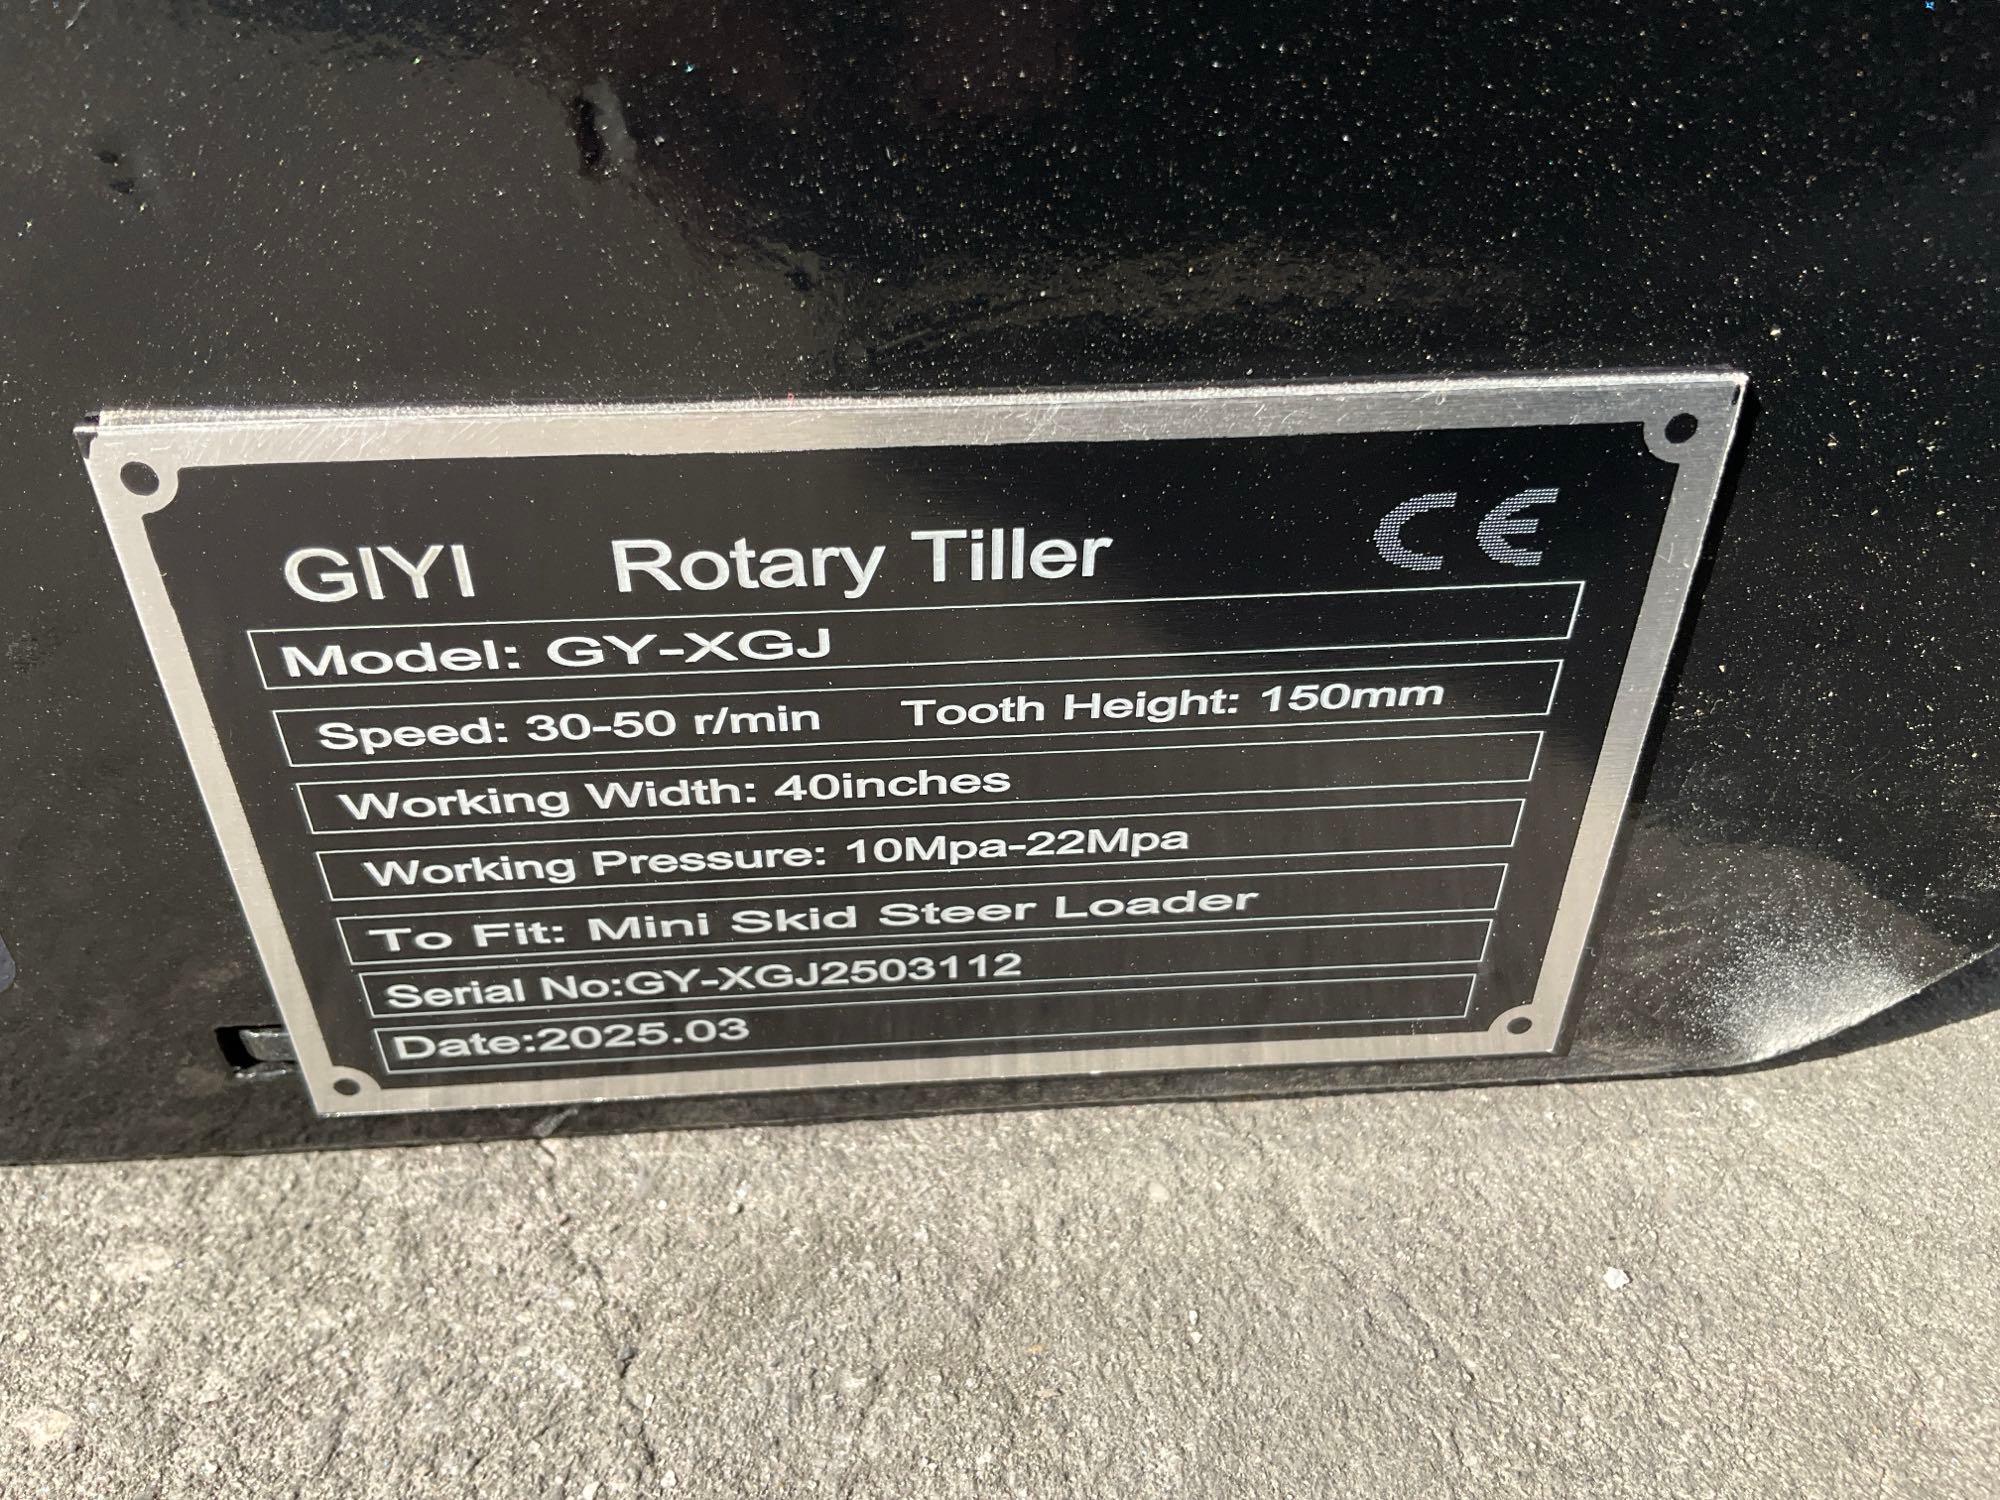 GIYI Rotary Tiller CE
Model: GY-XGJ
Speed: 30-50 r/min Tooth Height: 150mm
Working Width: 40inches
Working Pressure: 10Mpa-22Mpa
To Fit: Mini Skid Steer Loader
Serial No:GY-XGJ2503112
Date:2025.03